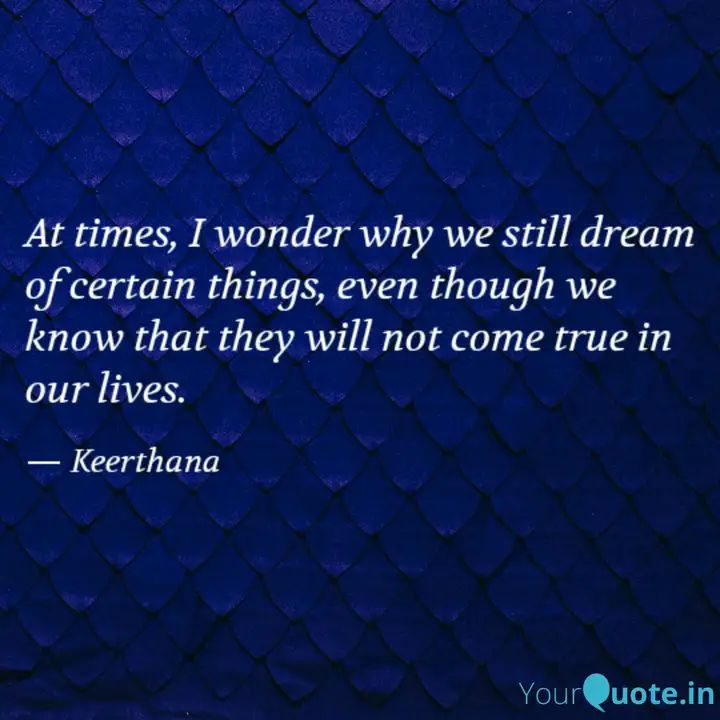 At times, I wonder why we still dream
of certain things, even though we
know that they will not come true in
our lives.
— Keerthana
YourQuote.in